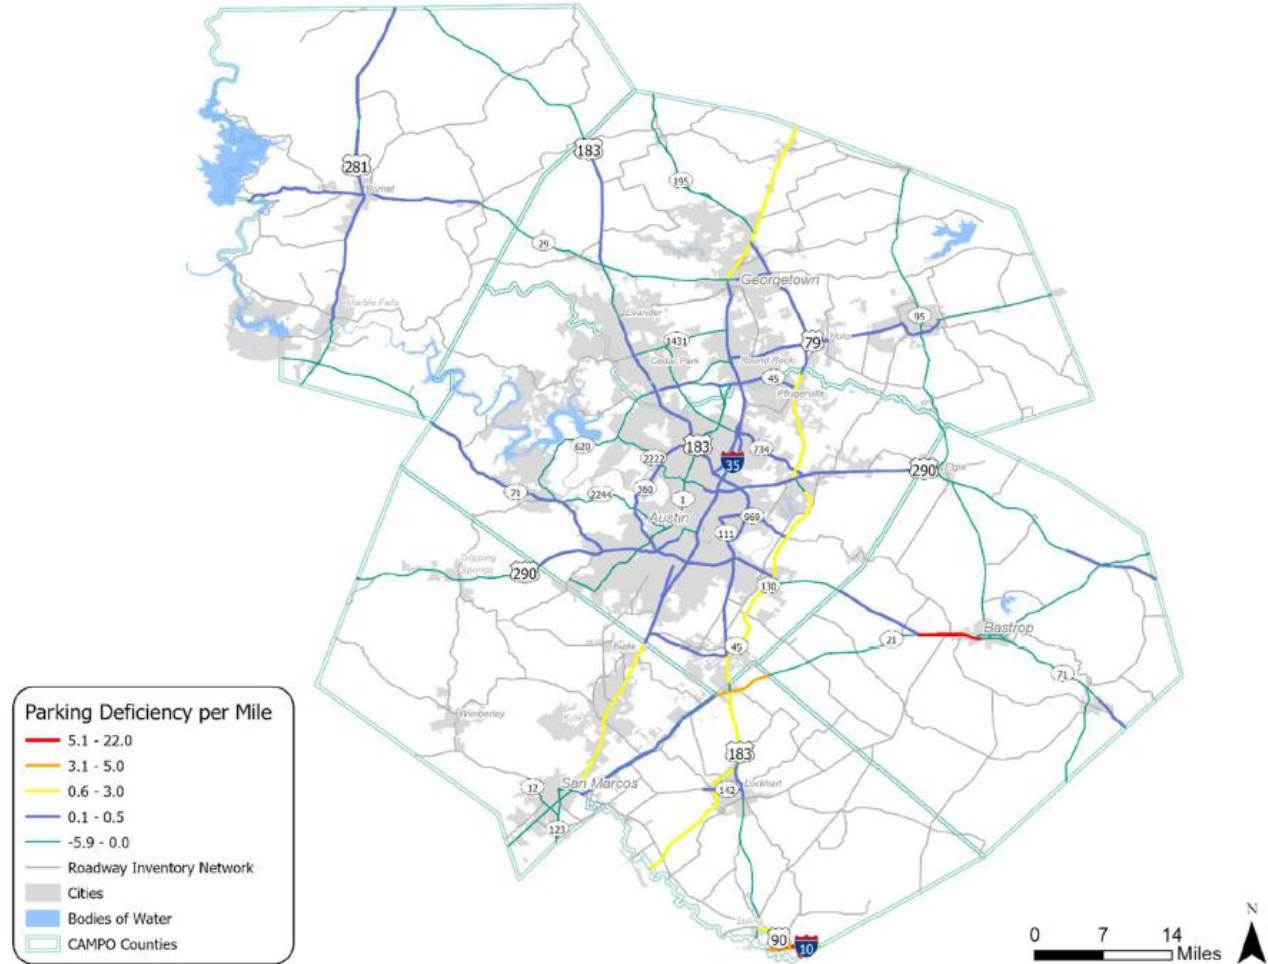 183
281
Burnet
195
29
Georgetown
Marble Falls
Leander
95
1431
79
Hutto
Cedar Park
Round Rock
45
Pflugerville
620
2222
183
734
35
290
Elgin
71
2244
360
1
Austin
969
111
Dripping
Springs
290
130
Bastrop
21
Buda
45
71
Parking Deficiency per Mile
5.1 - 22.0
3.1 - 5.0
0.6 - 3.0
0.1 - 0.5
-5.9 - 0.0
Roadway Inventory Network
Cities
Bodies of Water
CAMPO Counties
Wimberley
Kyle
183
San Marcos
12
142
Lockhart
123
Luling
90
10
N
0 7 14
Miles